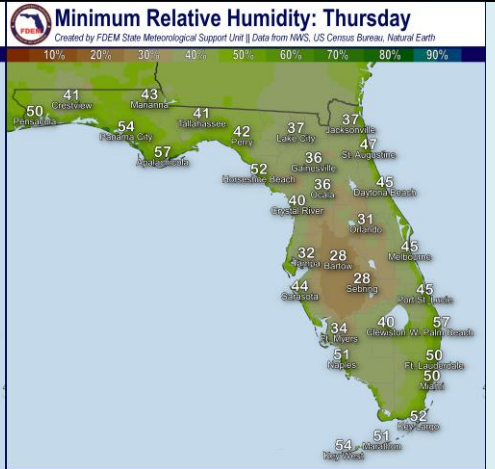 FDEM
Minimum Relative Humidity: Thursday
Created by FDEM State Meteorological Support Unit || Data from NWS, US Census Bureau, Natural Earth
10% 20% 30% 40% 50% 60% 70% 80% 90%
50
Pensacola
41
Crestview
43
Marianna
54
Panama City
57
Apalachicola
41
Tallahassee
42
Perry
37
Lake City
37
Jacksonville
47
St. Augustine
52
Horseshoe Beach
36
Gainesville
36
Ocala
45
Daytona Beach
40
Crystal River
31
Orlando
32
Tampa
28
Bartow
45
Melbourne
44
Sarasota
28
Sebring
45
Port St. Lucie
34
Ft. Myers
40
Clewiston
57
W. Palm Beach
51
Naples
50
Ft. Lauderdale
50
Miami
52
Key Largo
51
Marathon
54
Key West